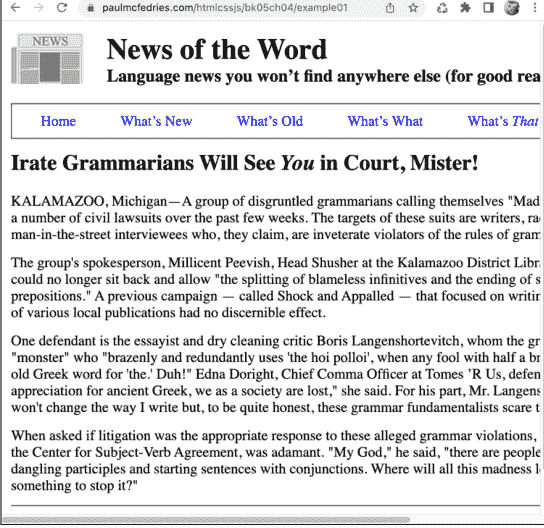 paulmcfedries.com/htmlcssjs/bk05ch04/example01
NEWS
News of the Word
Language news you won't find anywhere else (for good rea
Home What's New What's Old What's What What's That
Irate Grammarians Will See You in Court, Mister!
KALAMAZOO, Michigan—A group of disgruntled grammarians calling themselves "Mad
a number of civil lawsuits over the past few weeks. The targets of these suits are writers, ra
man-in-the-street interviewees who, they claim, are inveterate violators of the rules of gram
The group's spokesperson, Millicent Peevish, Head Shusher at the Kalamazoo District Libr
could no longer sit back and allow "the splitting of blameless infinitives and the ending of s
prepositions." A previous campaign — called Shock and Appalled — that focused on writin
of various local publications had no discernible effect.
One defendant is the essayist and dry cleaning critic Boris Langenshortevitch, whom the gr
"monster" who "brazenly and redundantly uses 'the hoi polloi', when any fool with half a br
old Greek word for 'the.' Duh!" Edna Doright, Chief Comma Officer at Tomes ’R Us, defen
appreciation for ancient Greek, we as a society are lost," she said. For his part, Mr. Langens
won't change the way I write but, to be quite honest, these grammar fundamentalists scare t
When asked if litigation was the appropriate response to these alleged grammar violations,
the Center for Subject-Verb Agreement, was adamant. "My God," he said, "there are people
dangling participles and starting sentences with conjunctions. Where will all this madness l
something to stop it?"